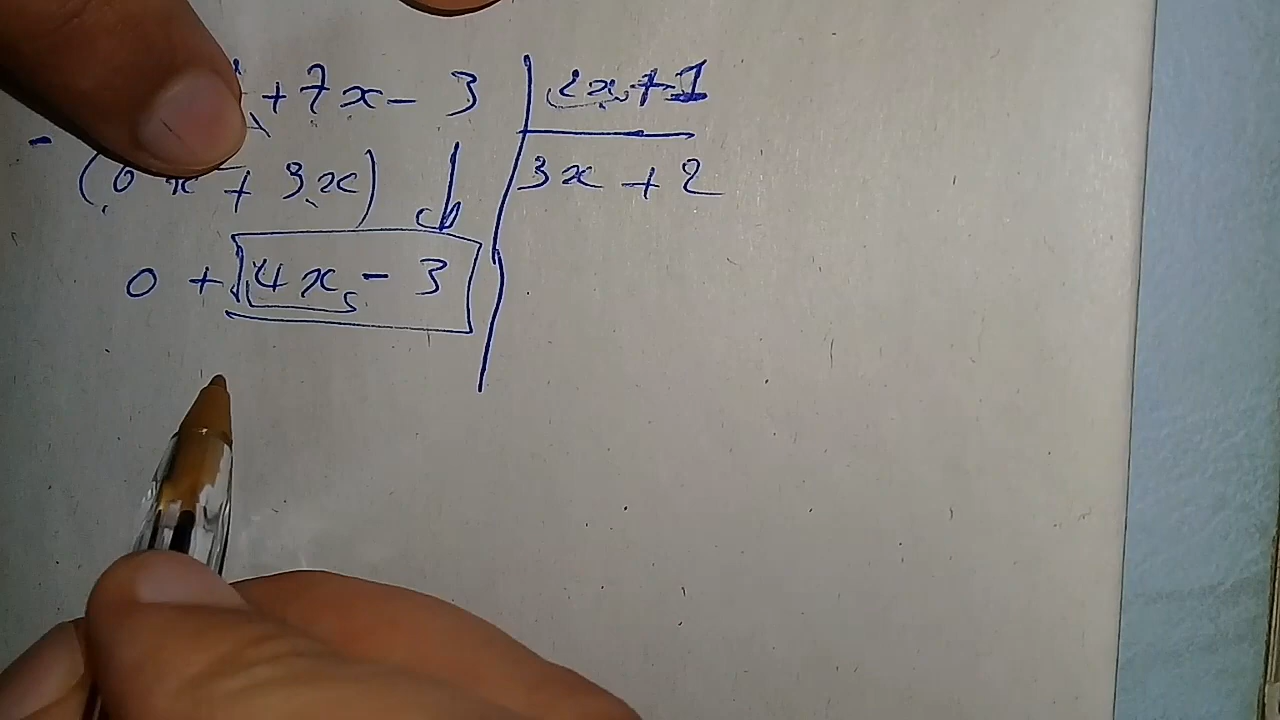 +7x - 3 2x + 1
- (6x + 3x) 3x + 2
0 + 4x - 3